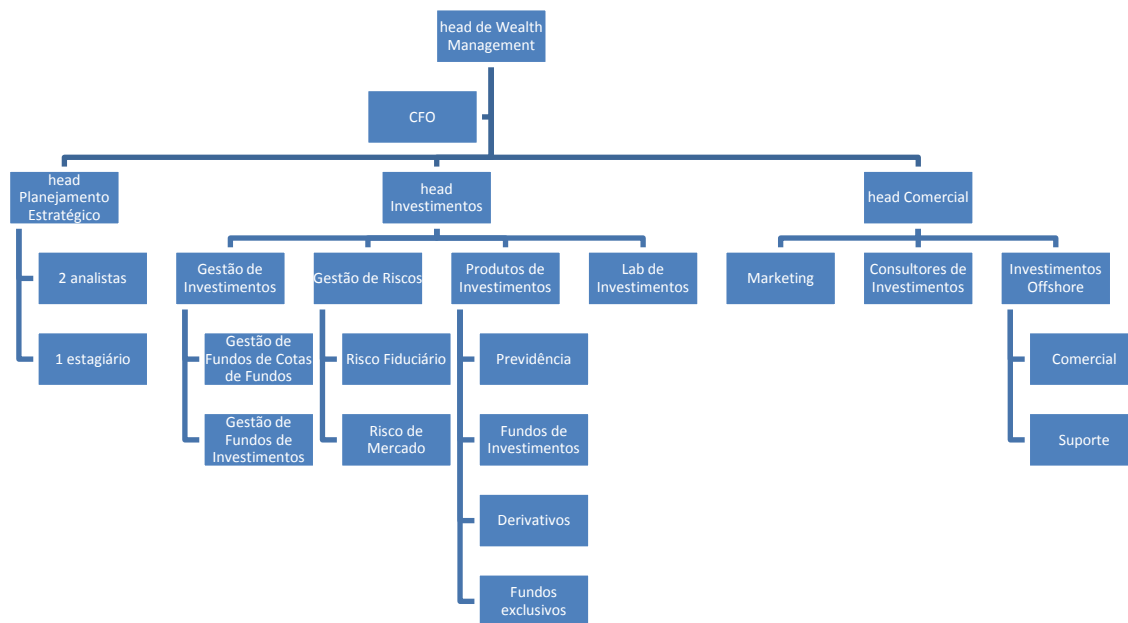 head de Wealth
Management
CFO
head
Planejamento
Estratégico
head
Investimentos
head Comercial
2 analistas
Gestão de
Investimentos
Gestão de Riscos
Produtos de
Investimentos
Lab de
Investimentos
Marketing
Consultores de
Investimentos
Investimentos
Offshore
1 estagiário
Gestão de
Fundos de Cotas
de Fundos
Risco Fiduciário
Previdência
Comercial
Gestão de
Fundos de
Investimentos
Risco de
Mercado
Fundos de
Investimentos
Suporte
Derivativos
Fundos
exclusivos